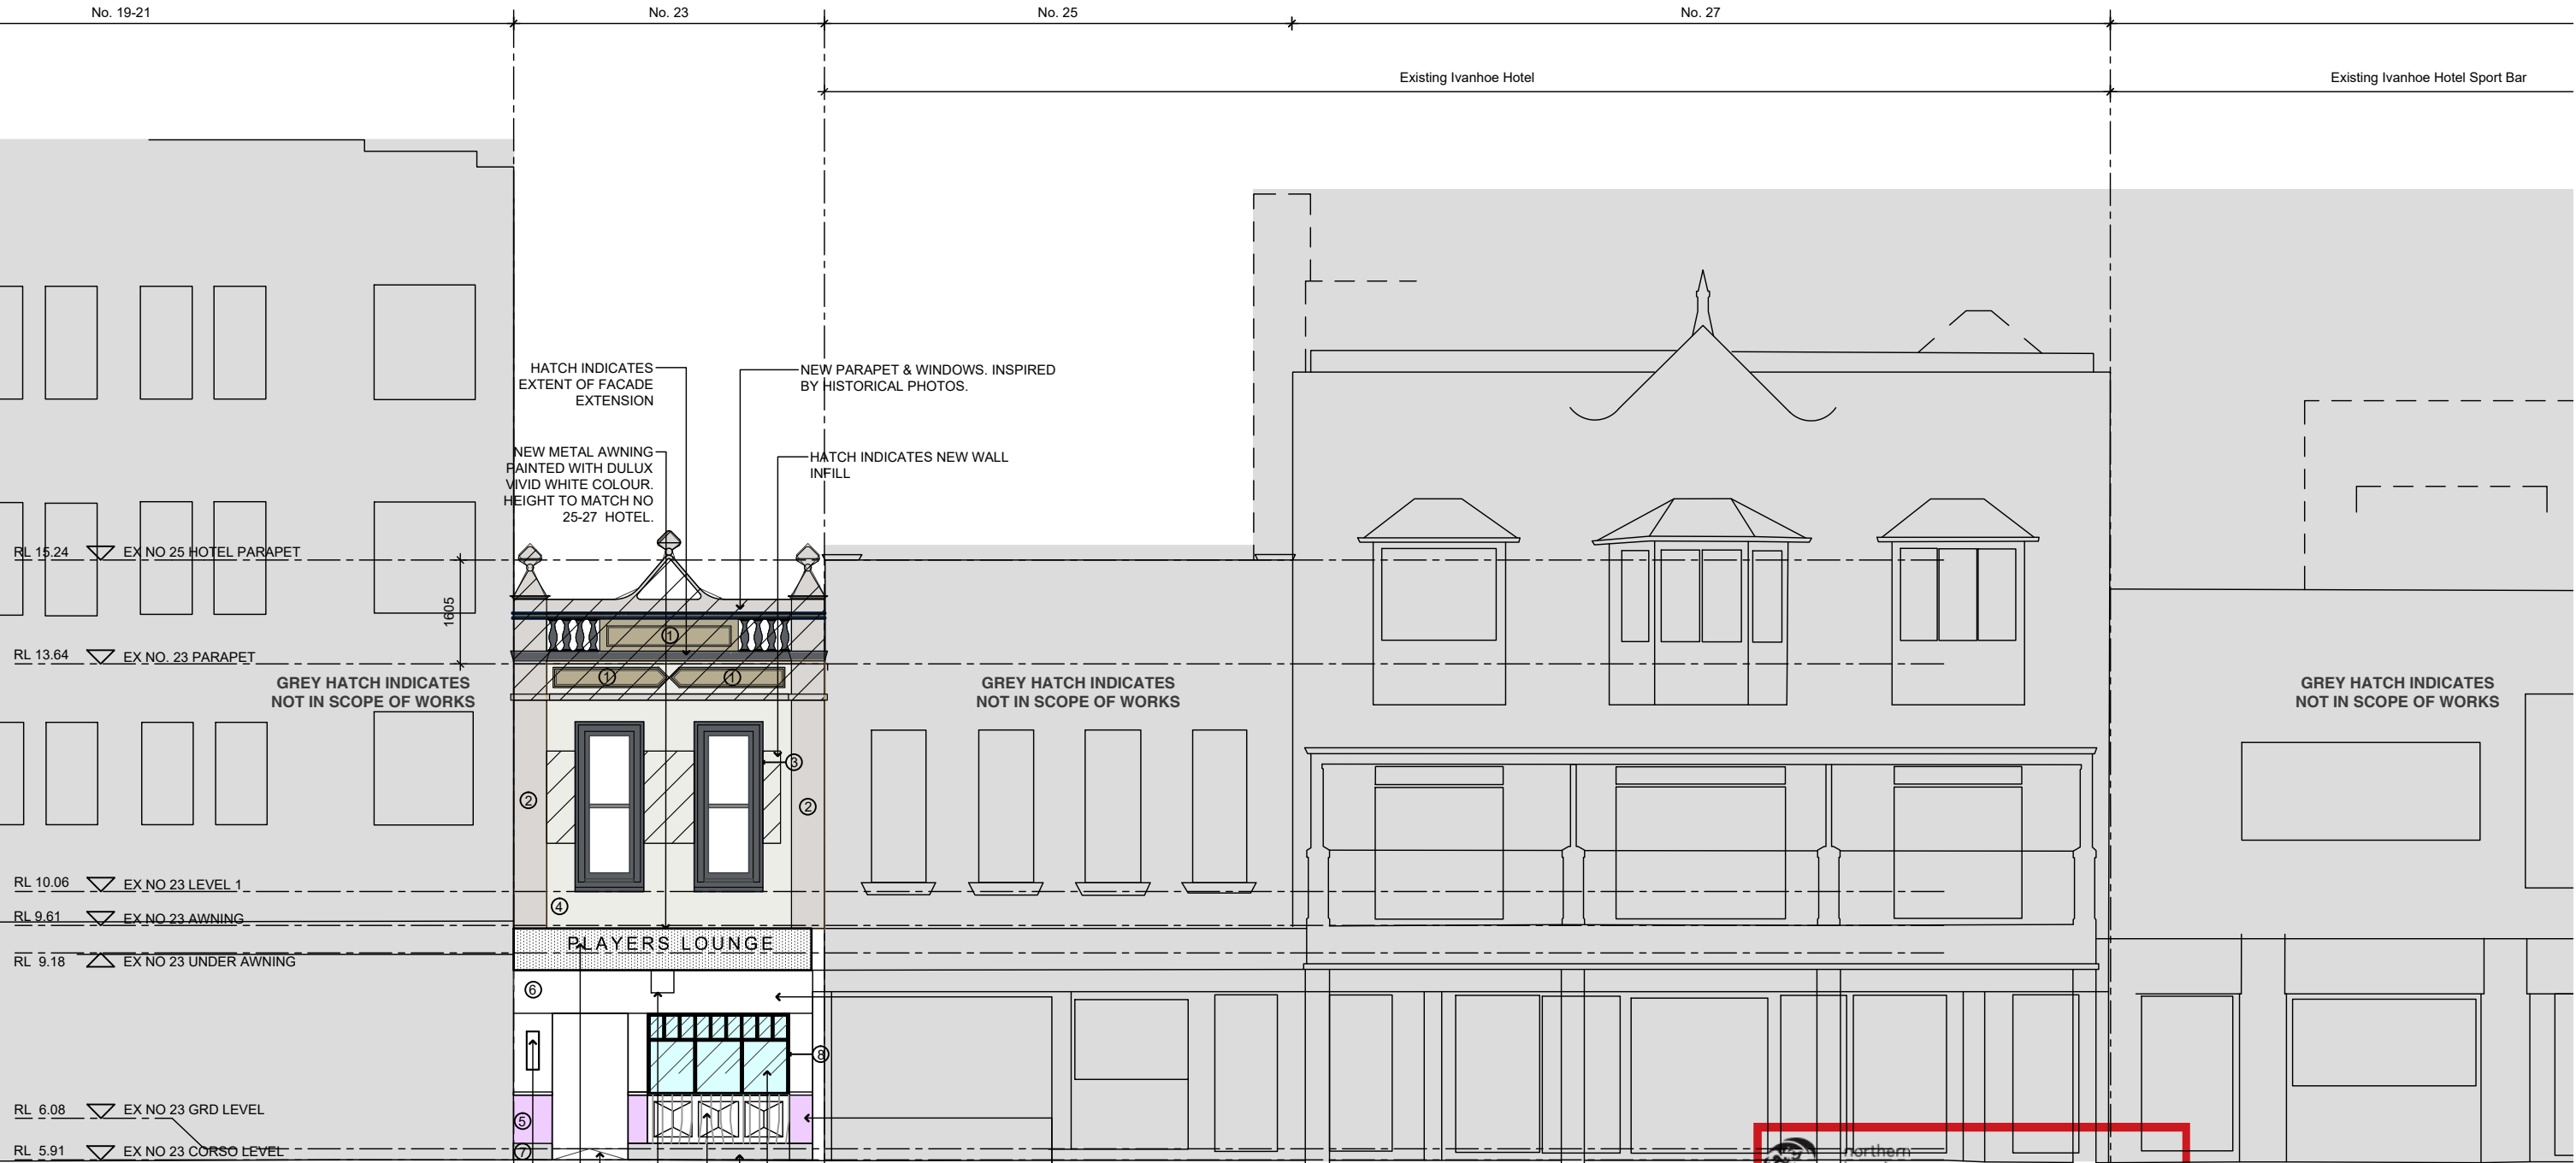 No. 19-21
No. 23
No. 25
No. 27
Existing Ivanhoe Hotel
Existing Ivanhoe Hotel Sport Bar
HATCH INDICATES
EXTENT OF FACADE
EXTENSION
NEW PARAPET & WINDOWS. INSPIRED
BY HISTORICAL PHOTOS.
NEW METAL AWNING
PAINTED WITH DULUX
VIVID WHITE COLOUR.
HEIGHT TO MATCH NO
25-27 HOTEL.
HATCH INDICATES NEW WALL
INFILL
RL 15.24 EX NO 25 HOTEL PARAPET
1605
1
RL 13.64 EX NO. 23 PARAPET
1 1
GREY HATCH INDICATES
NOT IN SCOPE OF WORKS
GREY HATCH INDICATES
NOT IN SCOPE OF WORKS
GREY HATCH INDICATES
NOT IN SCOPE OF WORKS
3
2 2
RL 10.06 EX NO 23 LEVEL 1
4
RL 9.61 EX NO 23 AWNING
PLAYERS LOUNGE
RL 9.18 EX NO 23 UNDER AWNING
6
8
RL 6.08 EX NO 23 GRD LEVEL
5
RL 5.91 EX NO 23 CORSO LEVEL
7
northern